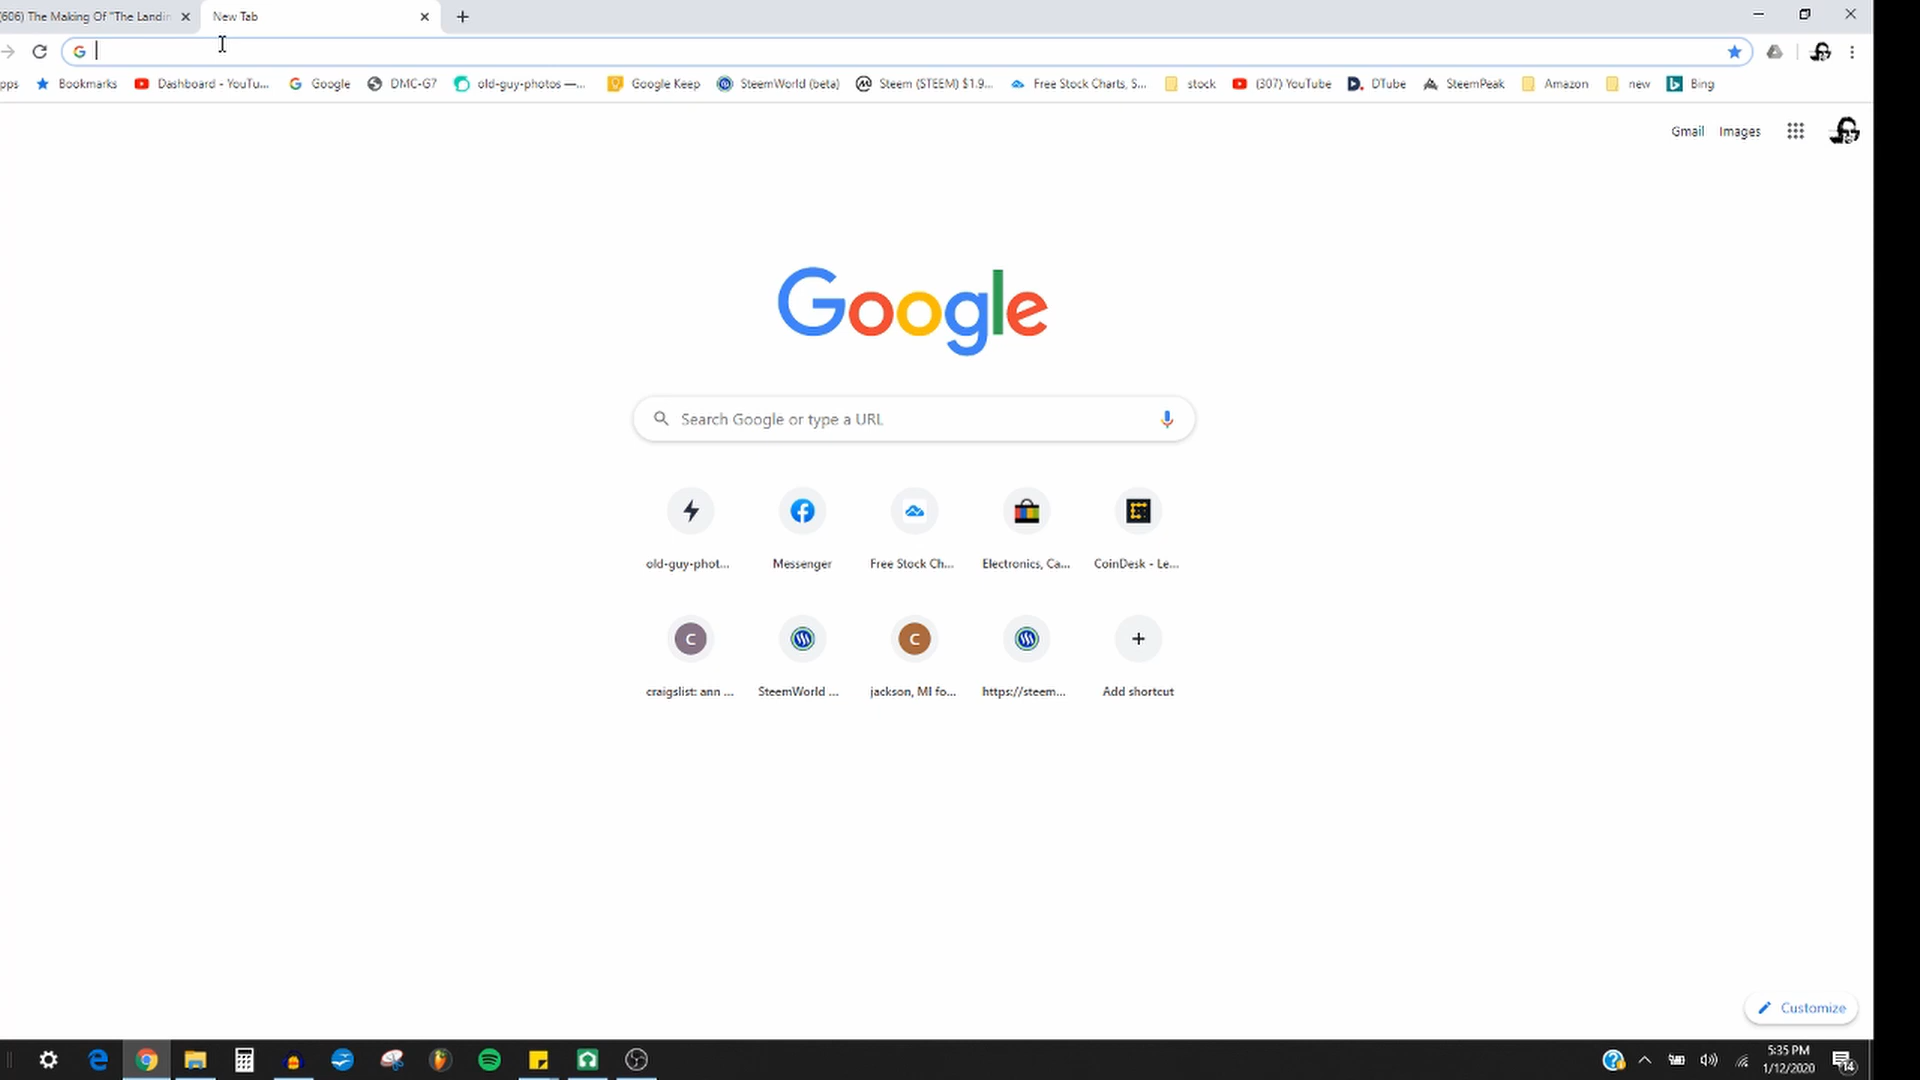 (606) The Making Of "The Landin
New Tab
pps
Bookmarks
Dashboard - YouTu...
Google
DMC-G7
old-guy-photos —...
Google Keep
SteemWorld (beta)
Steem (STEEM) $1.9...
Free Stock Charts, S...
stock
(307) YouTube
DTube
SteemPeak
Amazon
new
Bing
Gmail Images
Google
Search Google or type a URL
old-guy-phot...
Messenger
Free Stock Ch...
Electronics, Ca...
CoinDesk - Le...
C
C
craigslist: ann ...
SteemWorld ...
jackson, MI fo...
https://steem...
Add shortcut
Customize
5:35 PM
1/12/2020
14